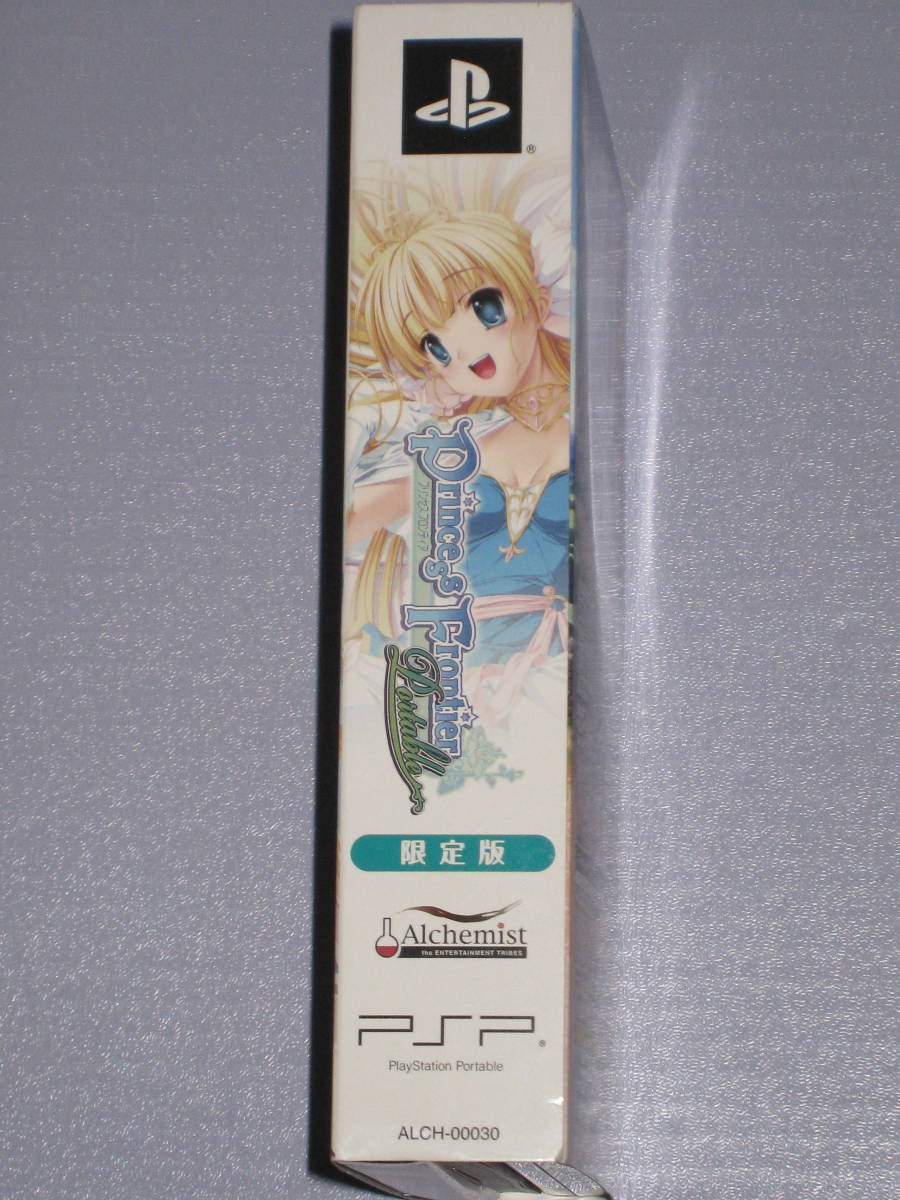 Princess Frontier
プリンセスフロンティア
Portable
限定版
Alchemist
the ENTERTAINMENT TRIBES
PSP®
PlayStation Portable
ALCH-00030